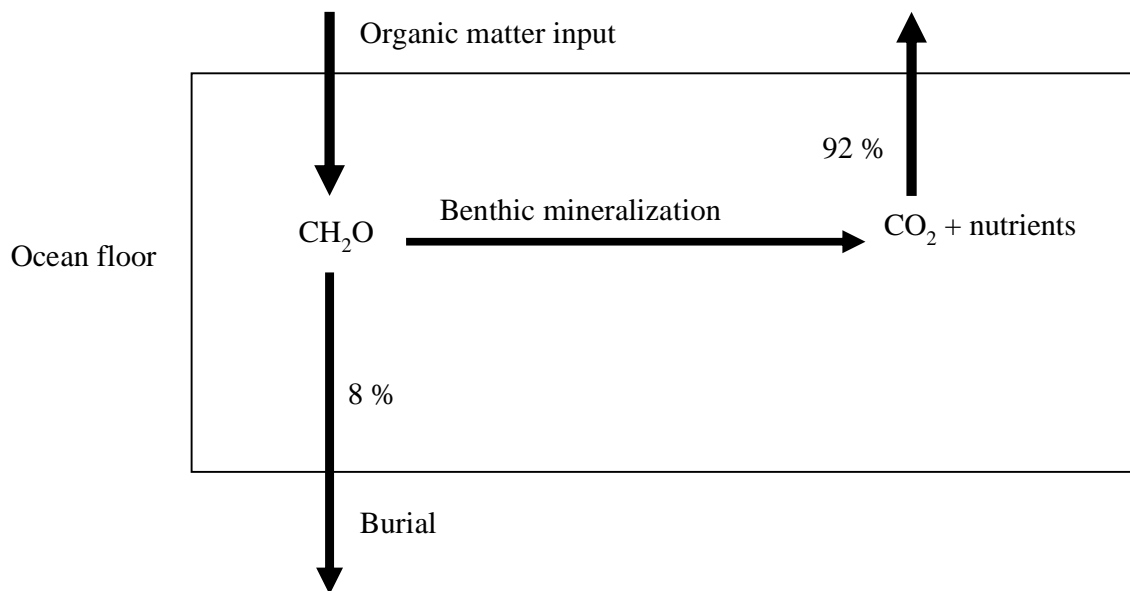 Organic matter input
92 %
Benthic mineralization
CH₂O
CO₂ + nutrients
Ocean floor
8 %
Burial